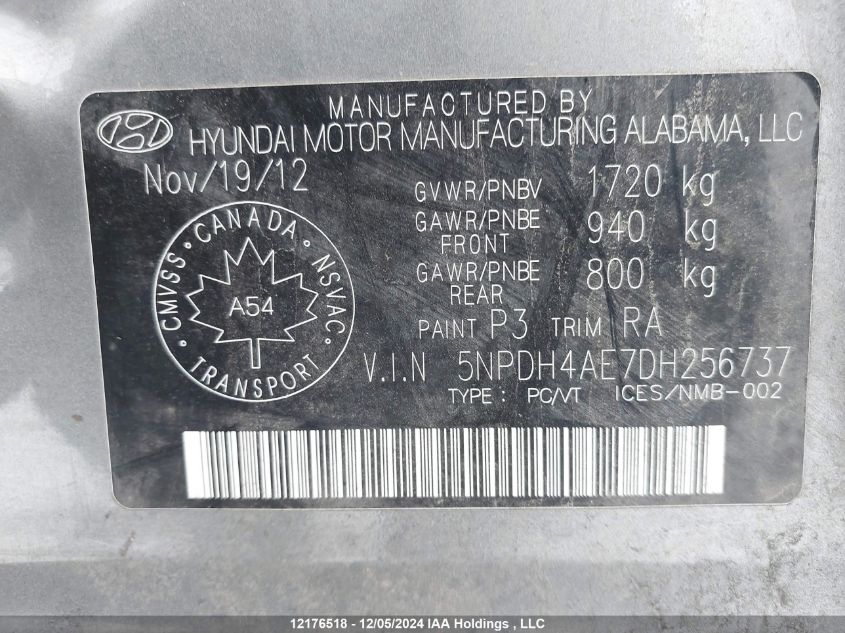 MANUFACTURED BY
HYUNDAI MOTOR MANUFACTURING ALABAMA, LLC
Nov/19/12
GVWR/PNBV 1720 kg
GAWR/PNBE FRONT 940 kg
GAWR/PNBE REAR 800 kg
CANADA • NSVAC • TRANSPORT • CMVSS •
A54
PAINT P3 TRIM RA
V.I.N 5NPDH4AE7DH256737
TYPE : PC/VT ICES/NMB-002
12176518 - 12/05/2024 IAA Holdings , LLC